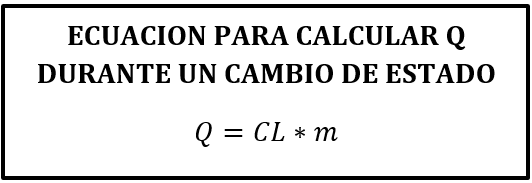 ECUACION PARA CALCULAR Q
DURANTE UN CAMBIO DE ESTADO
Q = CL * m